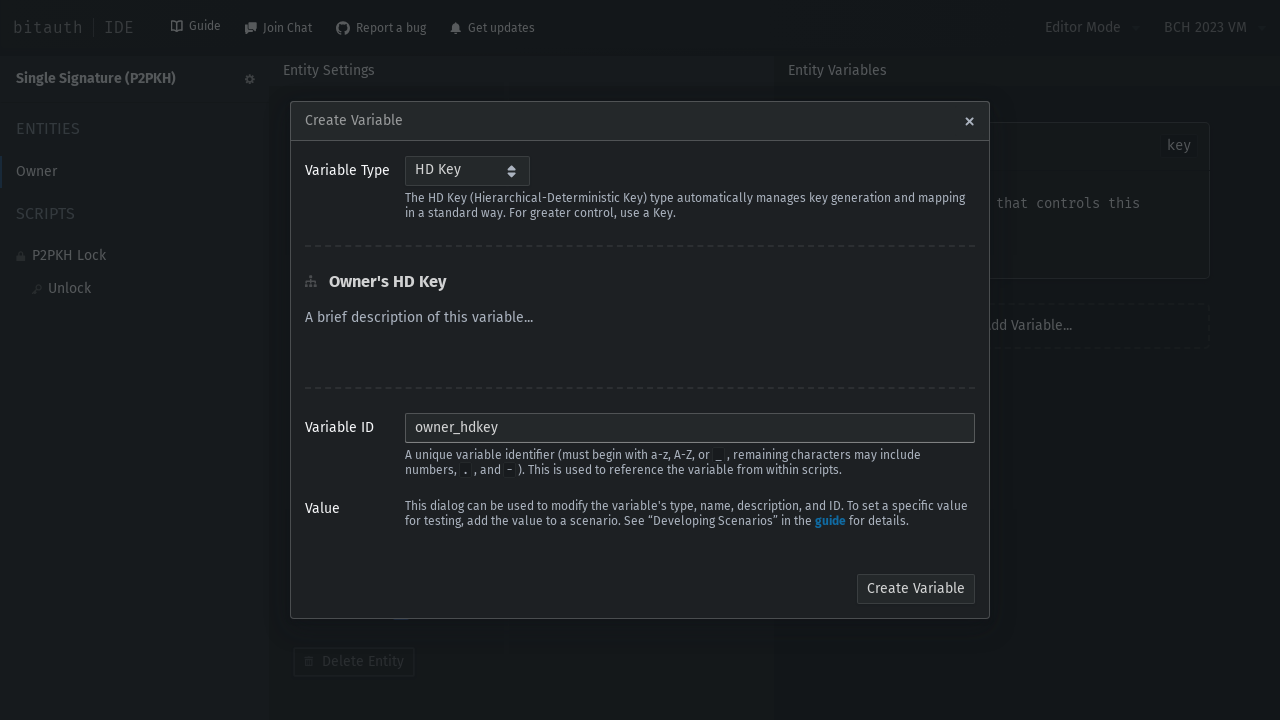 bitauth | IDE
Guide
Join Chat
Report a bug
Get updates
Editor Mode
BCH 2023 VM
Single Signature (P2PKH)
Entity Settings
Entity Variables
ENTITIES
Owner
SCRIPTS
P2PKH Lock
Unlock
key
that controls this
Add Variable...
Delete Entity
Create Variable
×
Variable Type
HD Key
The HD Key (Hierarchical-Deterministic Key) type automatically manages key generation and mapping
in a standard way. For greater control, use a Key.
Owner's HD Key
A brief description of this variable...
Variable ID
owner_hdkey
A unique variable identifier (must begin with a-z, A-Z, or _, remaining characters may include
numbers, ., and -). This is used to reference the variable from within scripts.
Value
This dialog can be used to modify the variable's type, name, description, and ID. To set a specific value
for testing, add the value to a scenario. See “Developing Scenarios” in the guide for details.
Create Variable